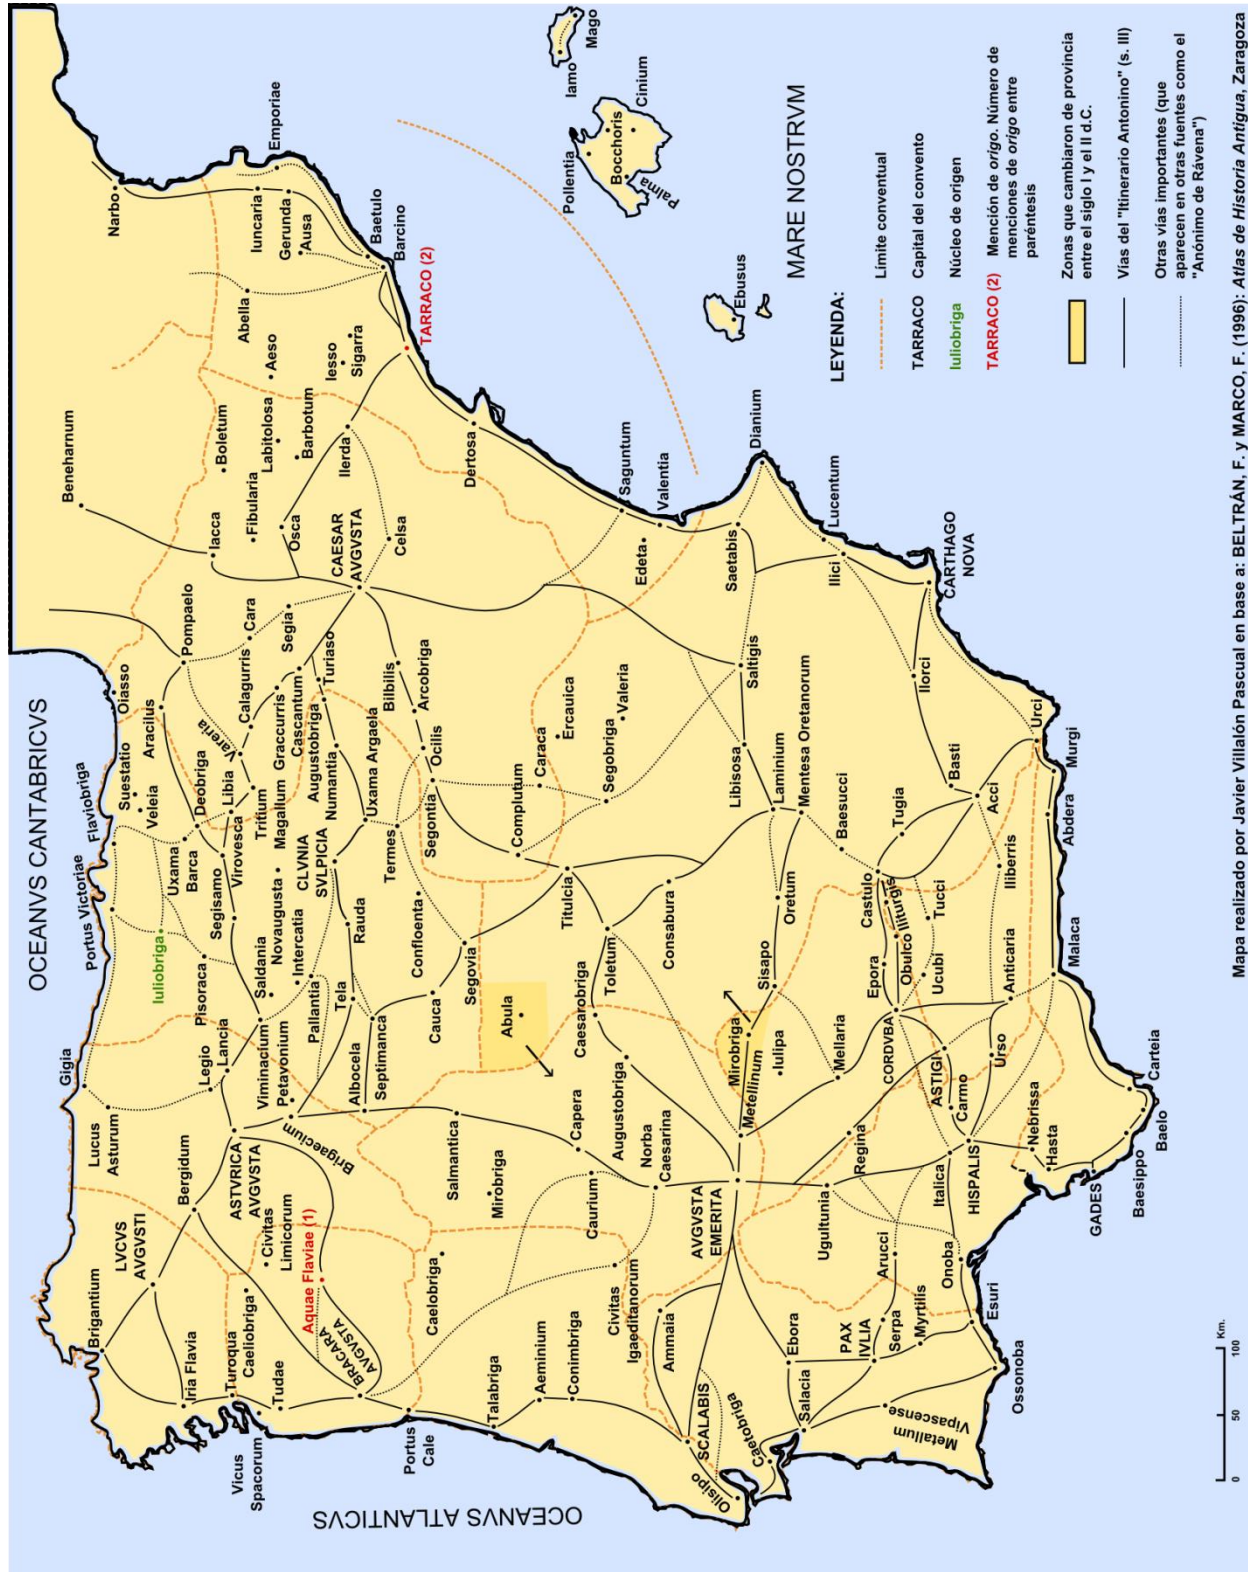 OCEANVS CANTABRICVS
OCEANVS ATLANTICVS
MARE NOSTRVM
Brigantium
LVCVS
AVGVSTI
Iria Flavia
Turoqua
Caeliobriga
Tudae
Vicus
Spacorum
BRACARA
AVGVSTA
Aquae Flaviae (1)
Civitas
Limicorum
Bergidum
ASTVRICA
AVGVSTA
Lucus
Asturum
Gigia
Legio
Lancia
Brigaecium
Petavonium
Viminacium
Pallantia
Intercatia
Saldania
Novaugusta
Pisoraca
Iuliobriga
Portus Victoriae
Flaviobriga
Uxama
Barca
Segisamo
Virovesca
Tritium
Magallum
Libia
Deobriga
Veleia
Suestatio
Aracilus
Oiasso
Vareria
Calagurris
Graccurris
Cascantum
Augustobriga
Numantia
Turiaso
Uxama Argaela
CLVNIA
SVLPICIA
Rauda
Tela
Albocela
Septimanca
Cauca
Confloenta
Segovia
Termes
Segontia
Ocilis
Arcobriga
Bilbilis
Pompaelo
Cara
Segia
CAESAR
AVGVSTA
Celsa
Iacca
Osca
Fibularia
Boletum
Labitolosa
Barbotum
Ilerda
Iesso
Sigarra
Aeso
Abella
Beneharnum
Narbo
Iuncaria
Gerunda
Ausa
Emporiae
Baetulo
Barcino
TARRACO (2)
Dertosa
Saguntum
Valentia
Edeta
Saetabis
Dianium
Lucentum
Ilici
CARTHAGO
NOVA
Iamo
Mago
Pollentia
Bocchoris
Cinium
Palma
Ebusus
Portus
Cale
Caelobriga
Talabriga
Aeminium
Conimbriga
Civitas
Igaeditanorum
Salmantica
Mirobriga
Capera
Caurium
Augustobriga
Norba
Caesarina
Abula
Caesarobriga
Toletum
Titulcia
Complutum
Caraca
Ercauica
Segobriga
Valeria
Consabura
Saltigis
Libisosa
Laminium
Mentesa Oretanorum
Oretum
Sisapo
Mirobriga
Iulipa
Metellinum
AVGVSTA
EMERITA
Ammaia
SCALABIS
Olisipo
Caetobriga
Salacia
Ebora
PAX
IVLIA
Serpa
Myrtilis
Arucci
Metallum
Vipascense
Ossonoba
Esuri
Onoba
Ugultunia
Regina
Mellaria
CORDVBA
Epora
Obulco
Iliturgis
Castulo
Baesucci
Tugia
Tucci
Ucubi
ASTIGI
Carmo
Urso
Anticaria
Iliberris
Acci
Basti
Ilorci
Urci
Murgi
Abdera
Malaca
Italica
HISPALIS
Nebrissa
Hasta
GADES
Baesippo
Baelo
Carteia
LEYENDA:
Límite conventual
TARRACO Capital del convento
Iuliobriga Núcleo de origen
TARRACO (2) Mención de origo. Número de
menciones de origo entre
paréntesis
Zonas que cambiaron de provincia
entre el siglo I y el II d.C.
Vías del "Itinerario Antonino" (s. III)
Otras vías importantes (que
aparecen en otras fuentes como el
"Anónimo de Rávena")
0 50 100
Km.
Mapa realizado por Javier Villalón Pascual en base a: BELTRÁN, F. y MARCO, F. (1996): Atlas de Historia Antigua, Zaragoza